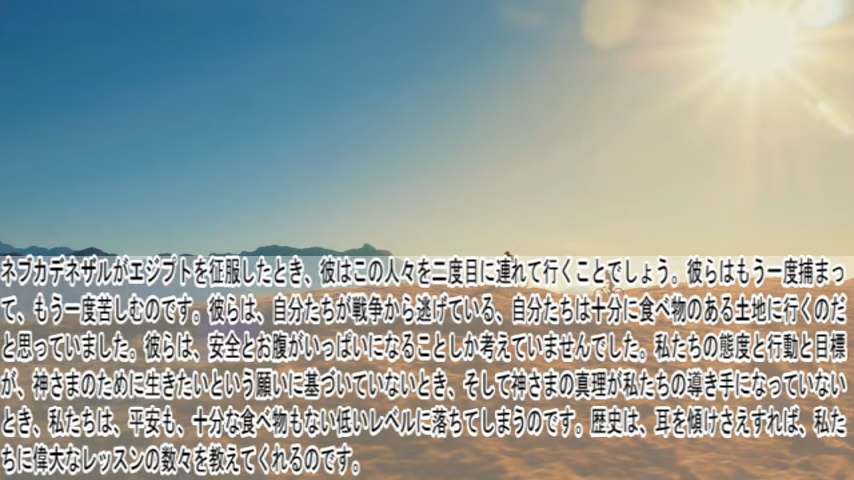 ネブカデネザルがエジプトを征服したとき、彼はこの人々を二度目に連れて行くことでしょう。彼らはもう一度捕まっ
て、もう一度苦しむのです。彼らは、自分たちが戦争から逃げている、自分たちは十分に食べ物のある土地に行くのだ
と思っていました。彼らは、安全とお腹がいっぱいになることしか考えていませんでした。私たちの態度と行動と目標
が、神さまのために生きたいという願いに基づいていないとき、そして神さまの真理が私たちの導き手になっていない
とき、私たちは、平安も、十分な食べ物もない低いレベルに落ちてしまうのです。歴史は、耳を傾けさえすれば、私た
ちに偉大なレッスンの数々を教えてくれるのです。